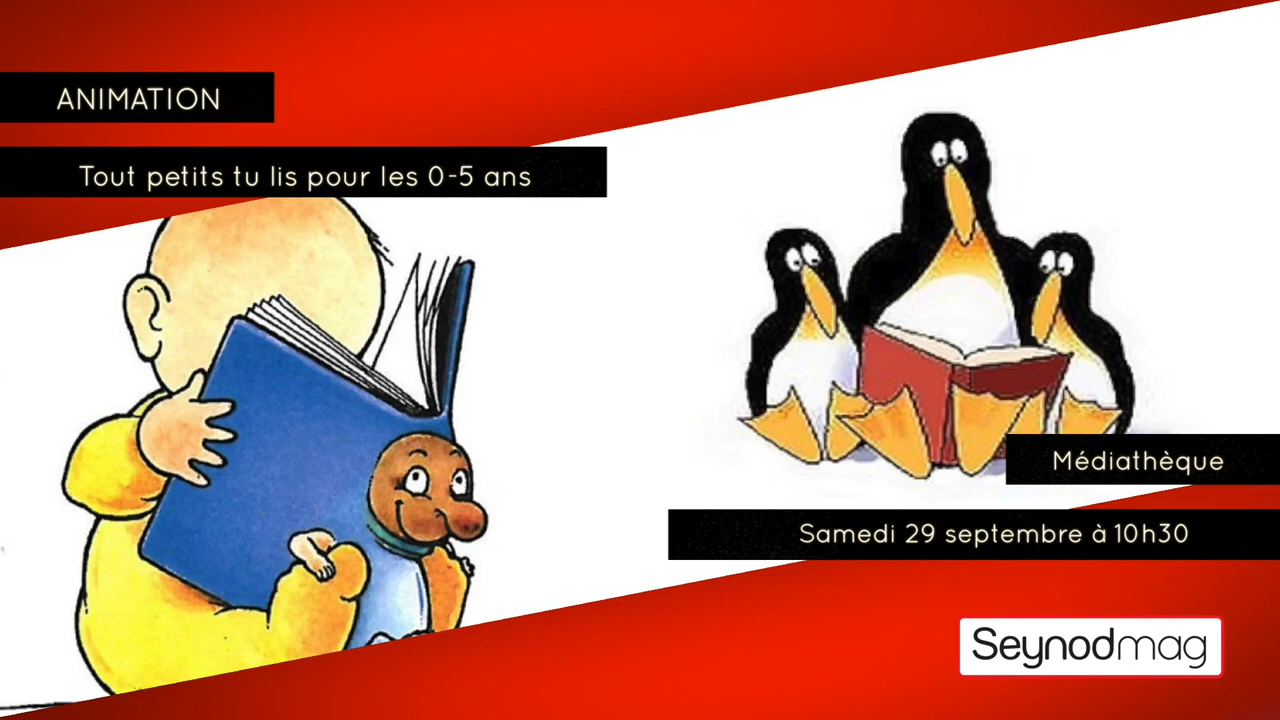 ANIMATION
Tout petits tu lis pour les 0-5 ans
Médiathèque
Samedi 29 septembre à 10h30
Seynodmag